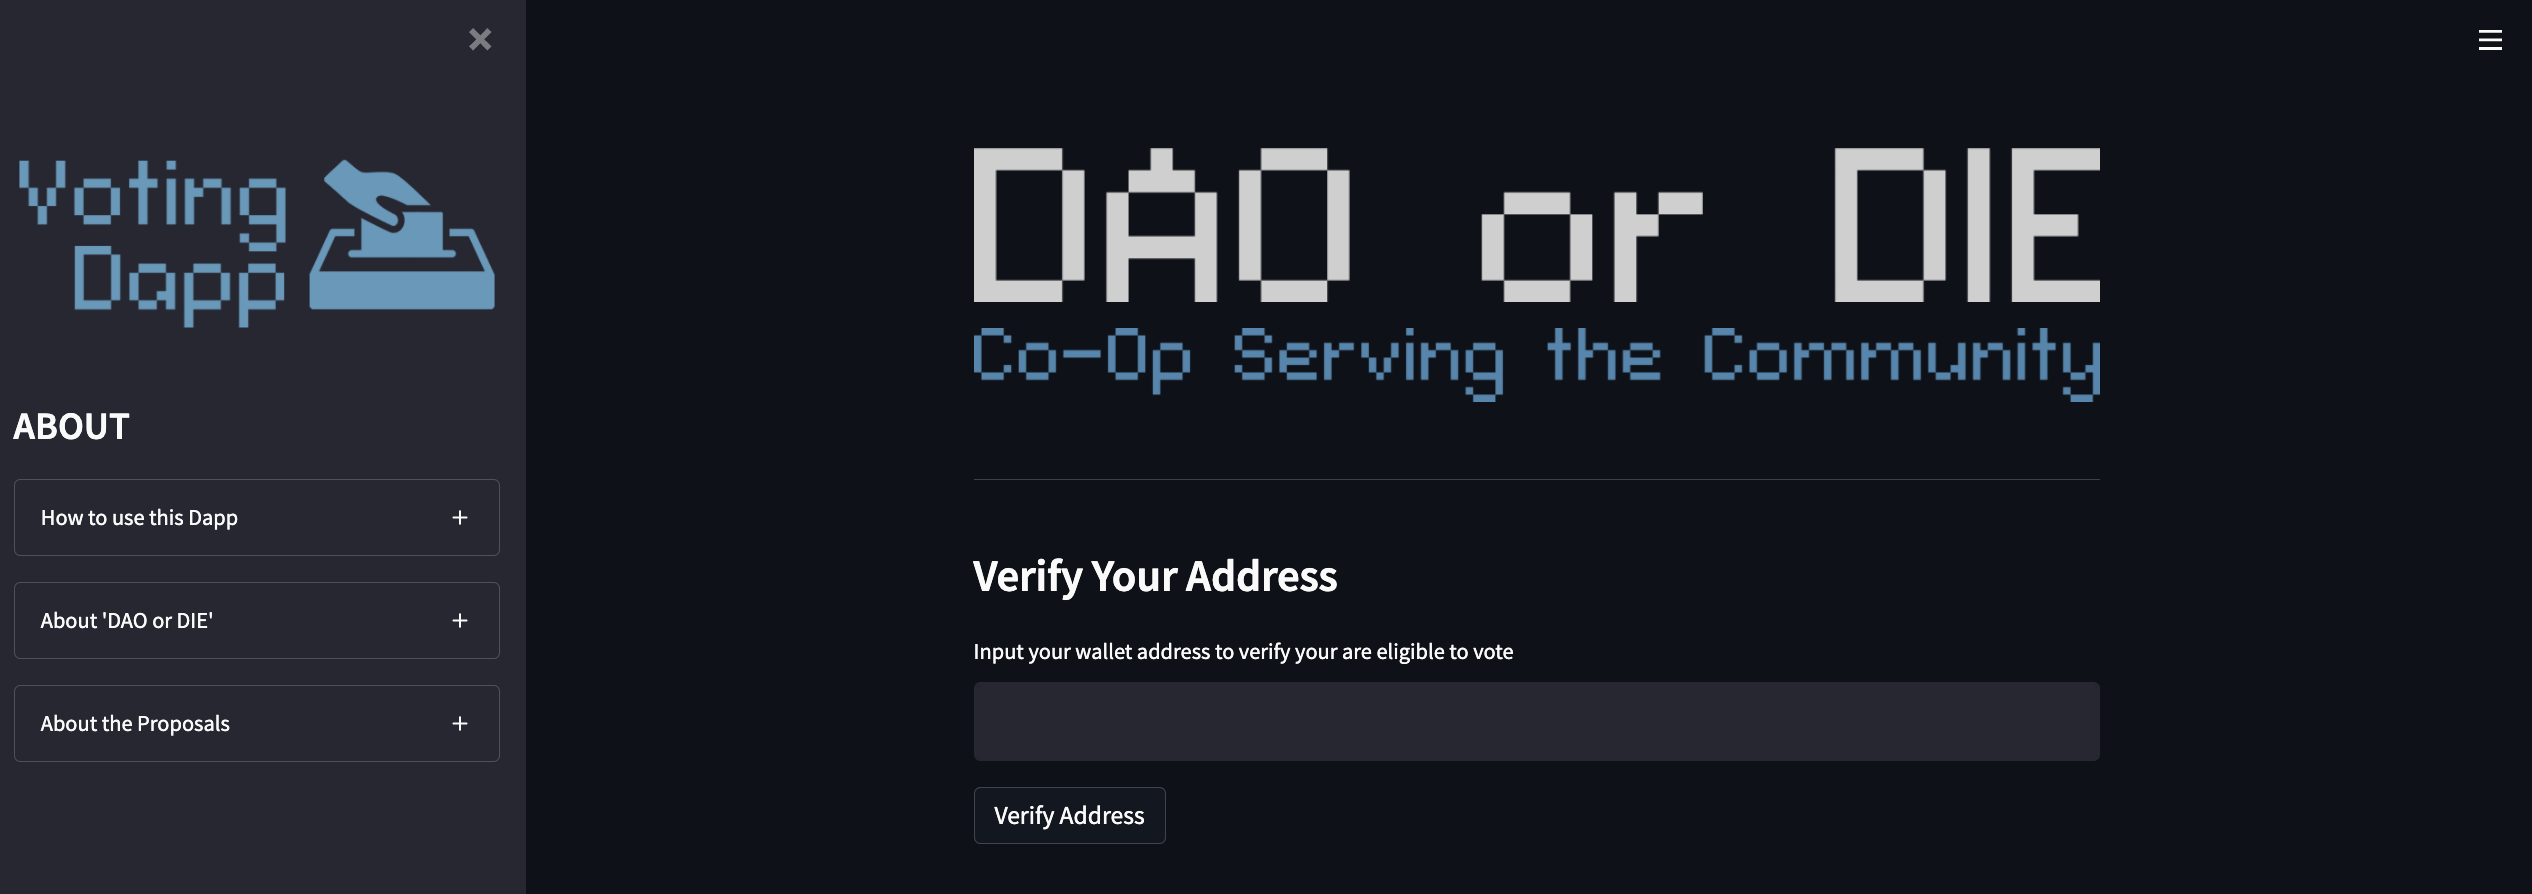 Voting
Dapp
ABOUT
How to use this Dapp
About 'DAO or DIE'
About the Proposals
DAO or DIE
Co-Op Serving the Community
Verify Your Address
Input your wallet address to verify your are eligible to vote
Verify Address